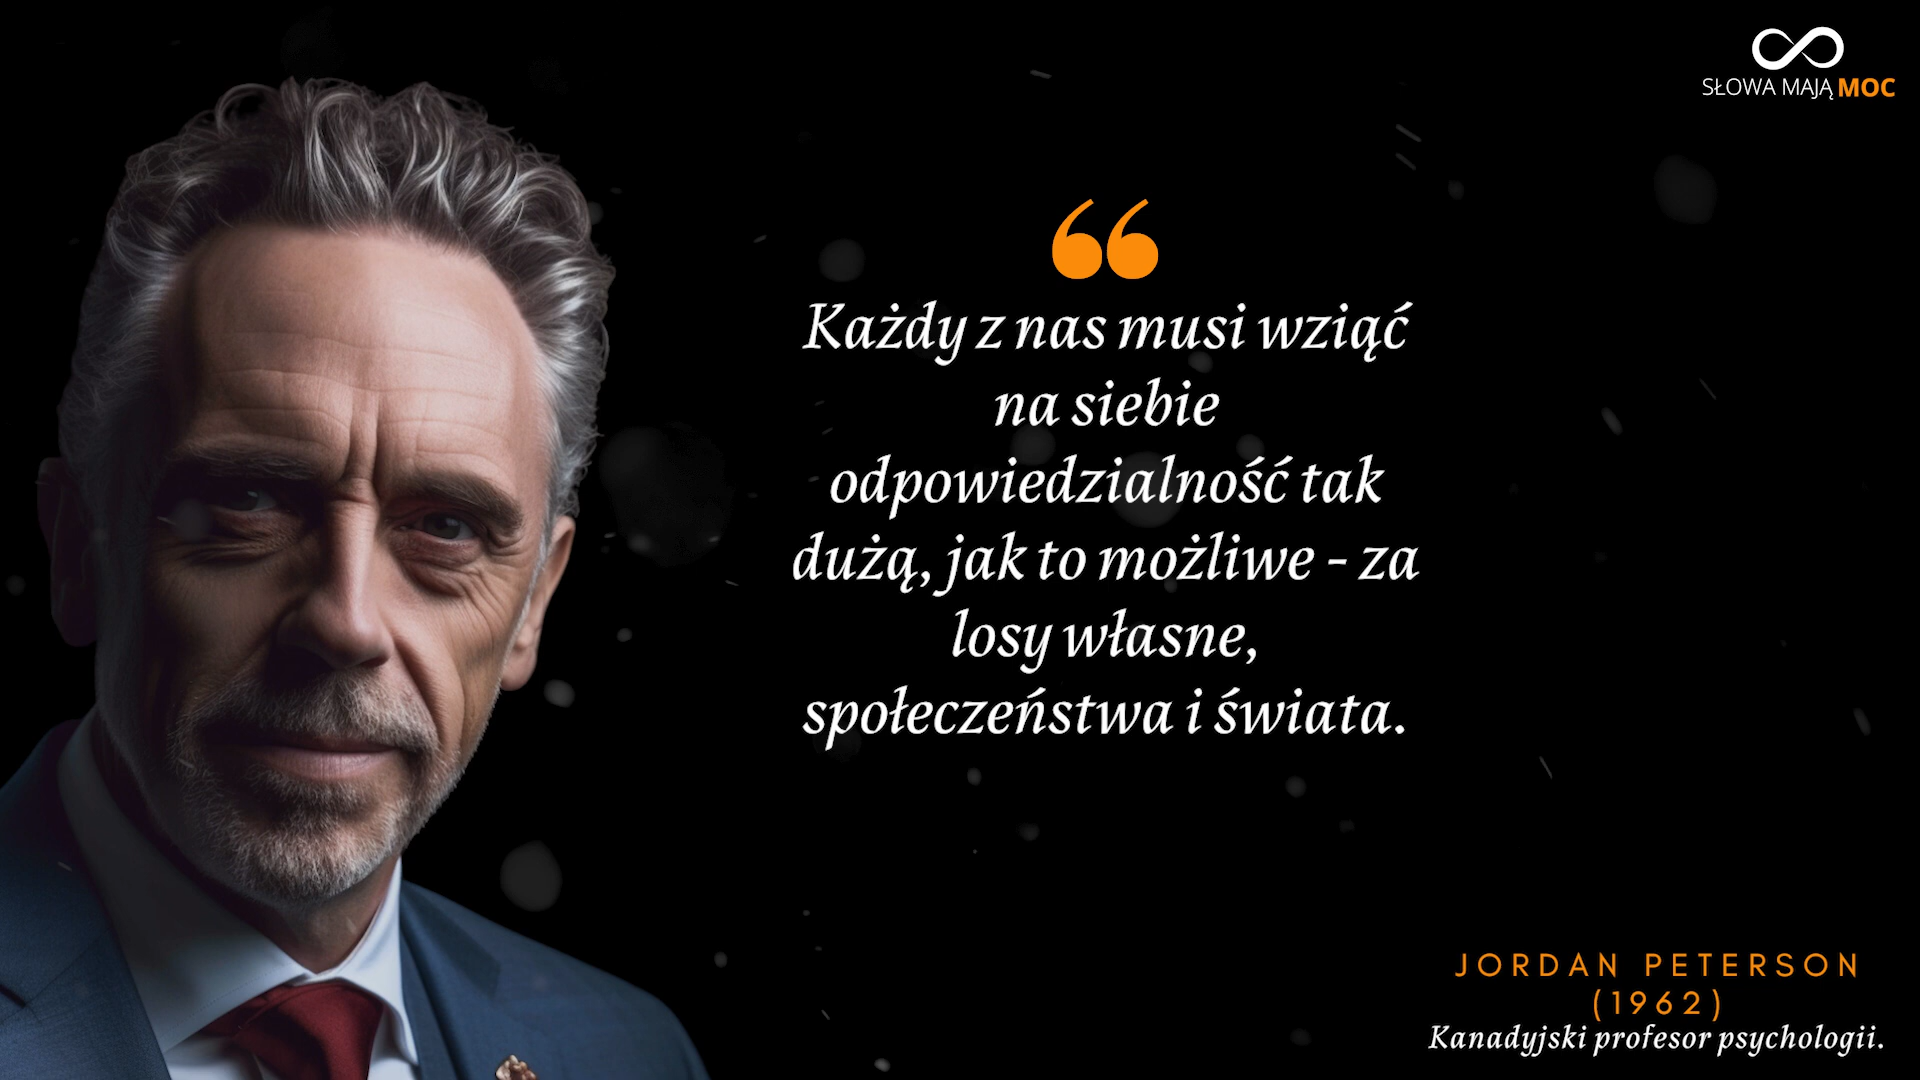 SŁOWA MAJĄ MOC
Każdy z nas musi wziąć
na siebie
odpowiedzialność tak
dużą, jak to możliwe - za
losy własne,
społeczeństwa i świata.
JORDAN PETERSON
(1962)
Kanadyjski profesor psychologii.